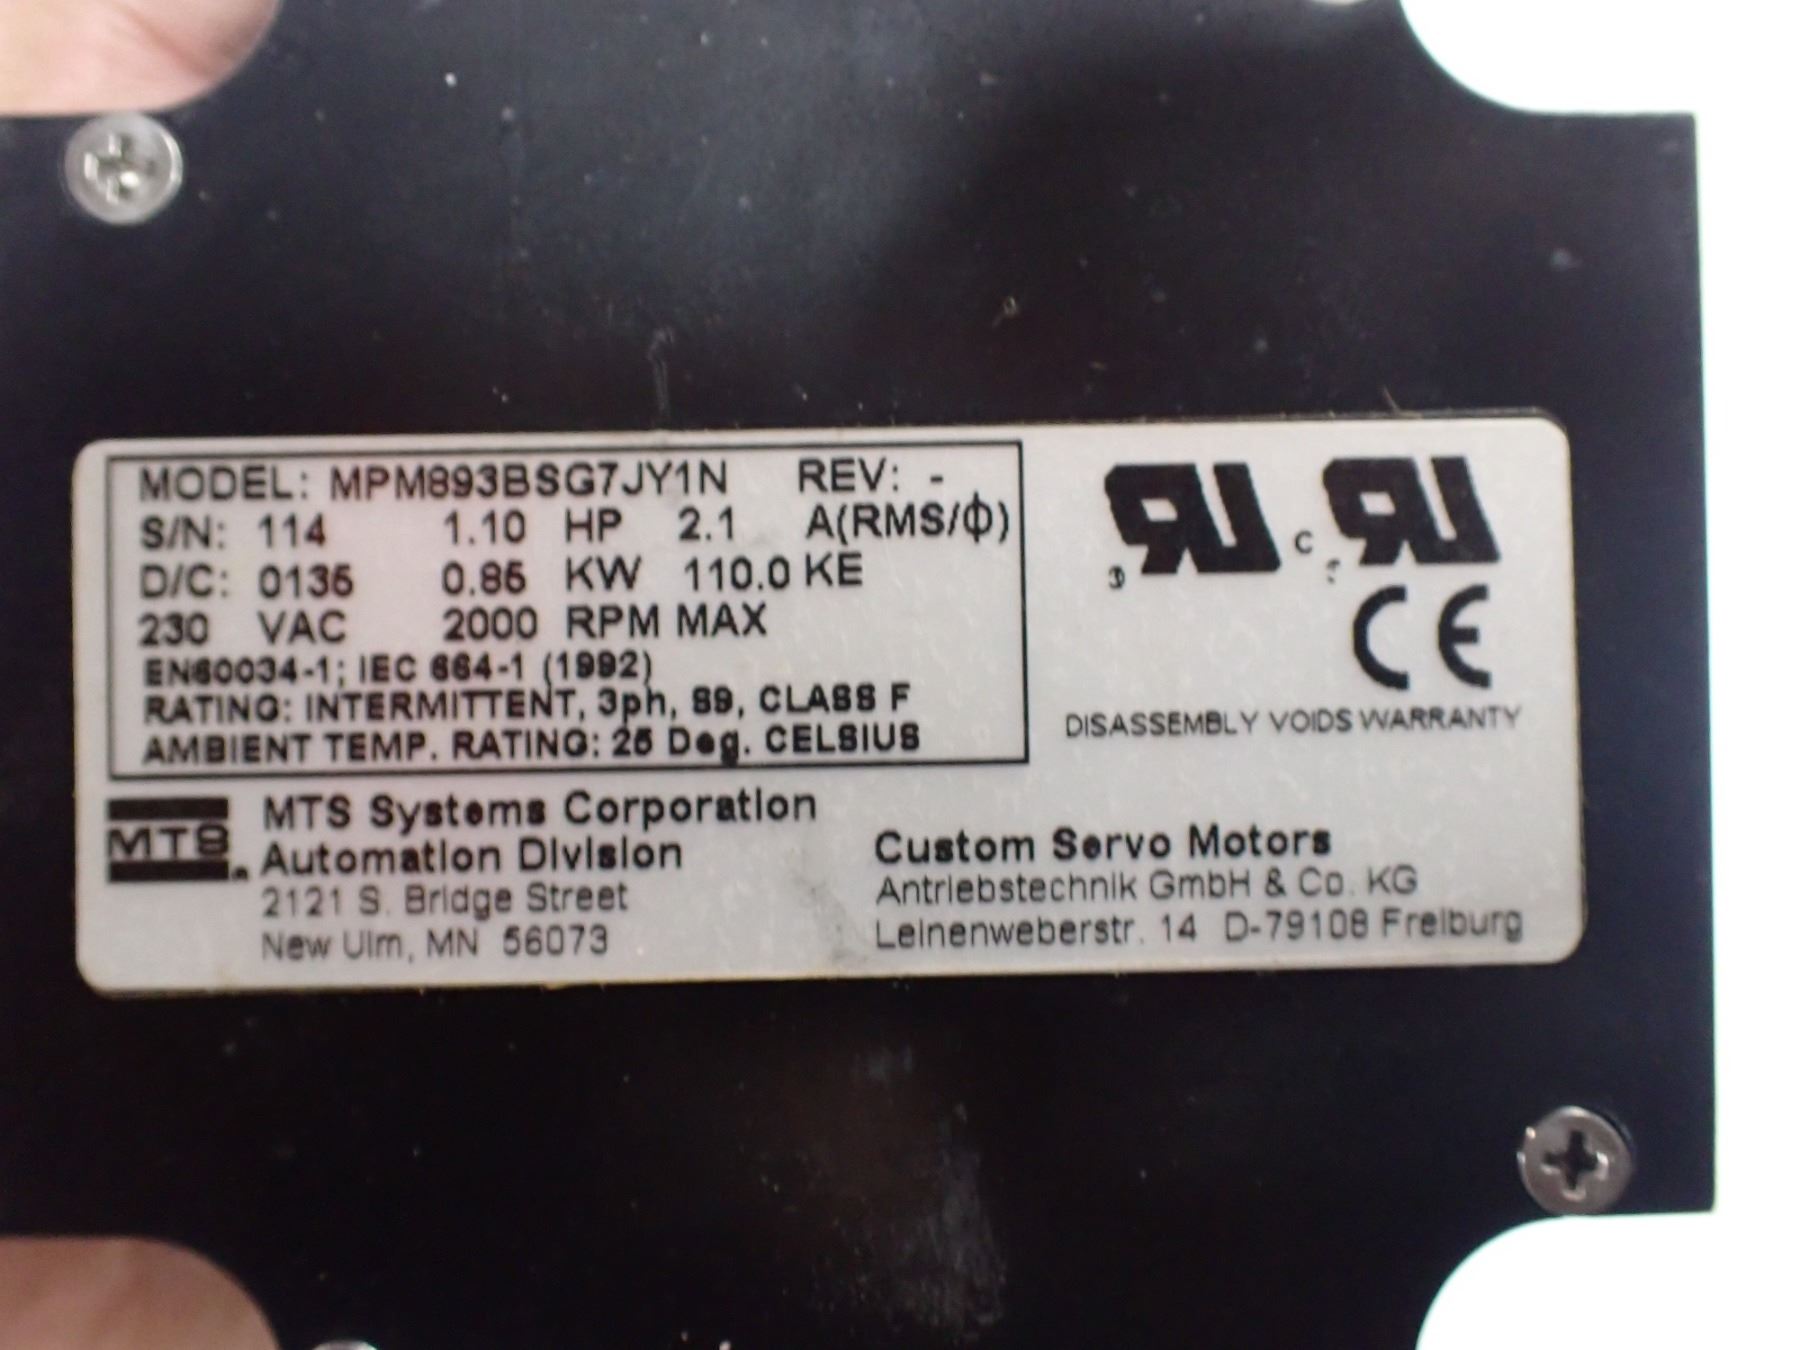 MODEL: MPM893BSG7JY1N REV: -
S/N: 114 1.10 HP 2.1 A(RMS/Φ)
D/C: 0135 0.85 KW 110.0 KE
230 VAC 2000 RPM MAX
EN60034-1; IEC 664-1 (1992)
RATING: INTERMITTENT, 3ph, S9, CLASS F
AMBIENT TEMP. RATING: 25 Deg. CELSIUS
C
CE
DISASSEMBLY VOIDS WARRANTY
MTS
MTS Systems Corporation
Automation Division
2121 S. Bridge Street
New Ulm, MN 56073
Custom Servo Motors
Antriebstechnik GmbH & Co. KG
Leinenweberstr. 14 D-79108 Freiburg